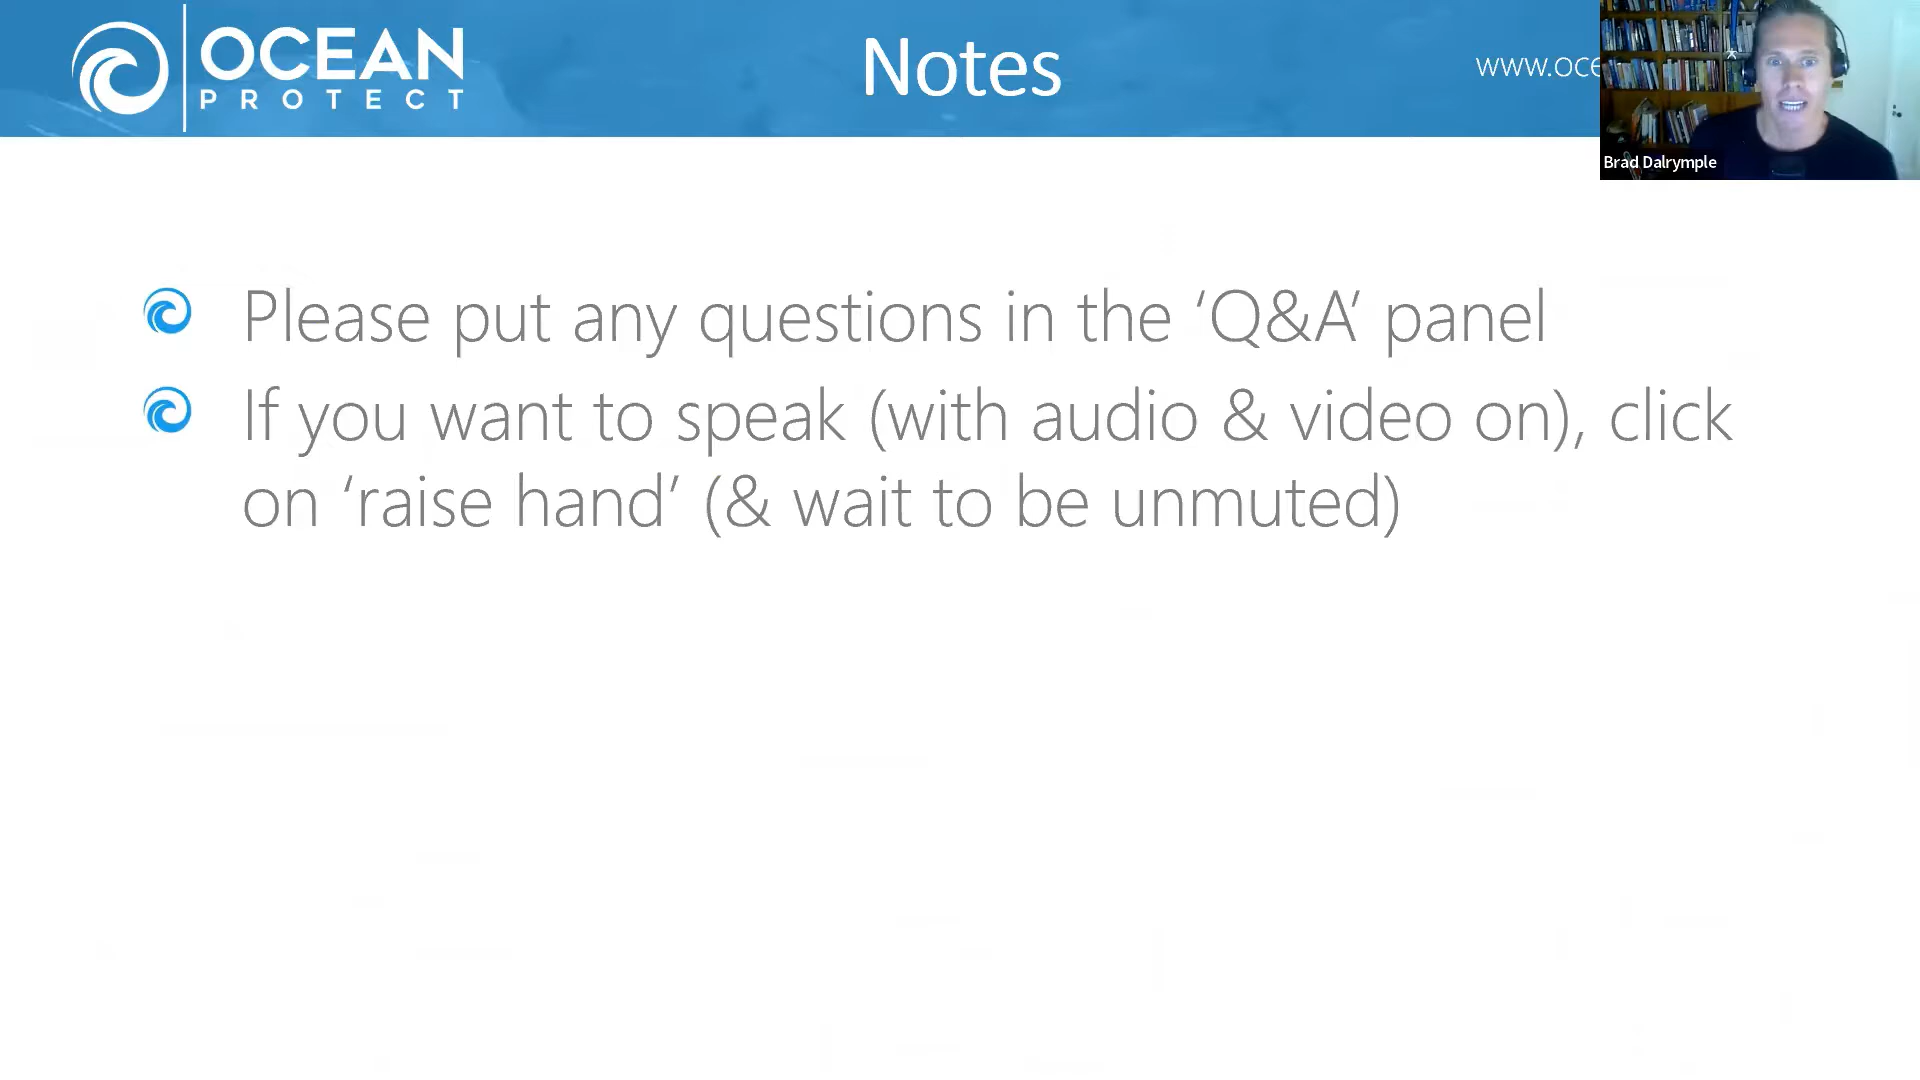 OCEAN
PROTECT
Notes
www.oce
Brad Dalrymple
Please put any questions in the ‘Q&A’ panel
If you want to speak (with audio & video on), click
on ‘raise hand’ (& wait to be unmuted)